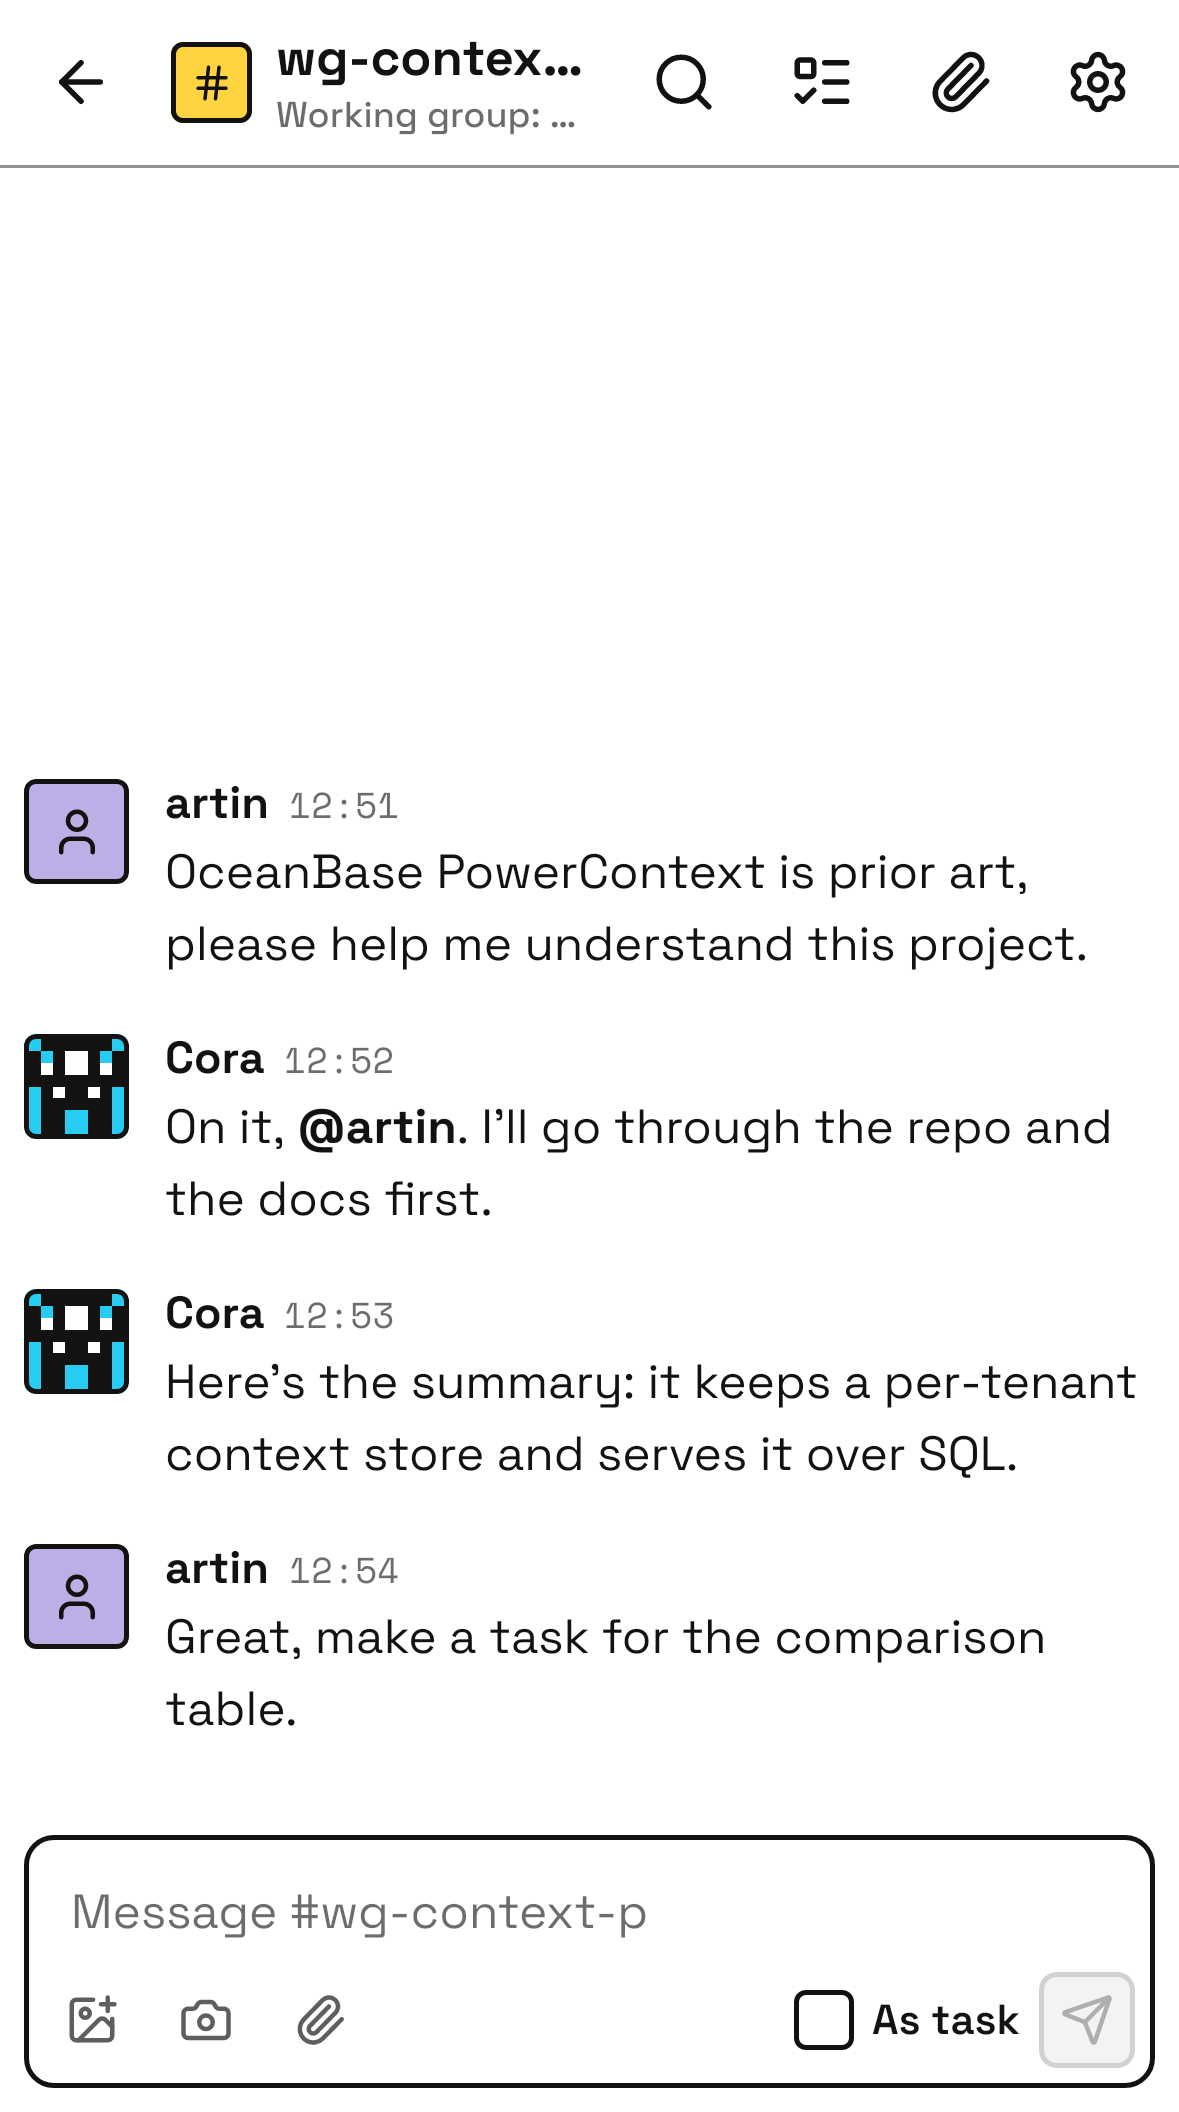 # wg-contex...
Working group: ...
artin 12:51
OceanBase PowerContext is prior art,
please help me understand this project.
Cora 12:52
On it, @artin. I’ll go through the repo and
the docs first.
Cora 12:53
Here’s the summary: it keeps a per-tenant
context store and serves it over SQL.
artin 12:54
Great, make a task for the comparison
table.
Message #wg-context-p
As task